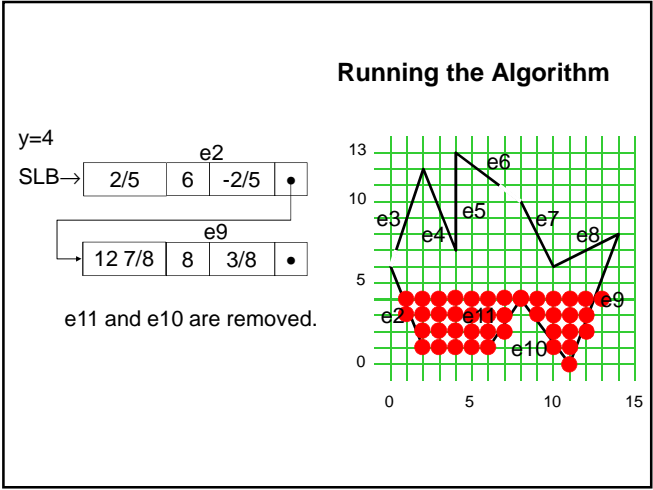 Running the Algorithm
y=4
e2
SLB→ 2/5 6 -2/5
e9
12 7/8 8 3/8
e11 and e10 are removed.
13
e6
10
e3
e5
e7
e4
e8
5
e9
e2
e11
e10
0
0 5 10 15